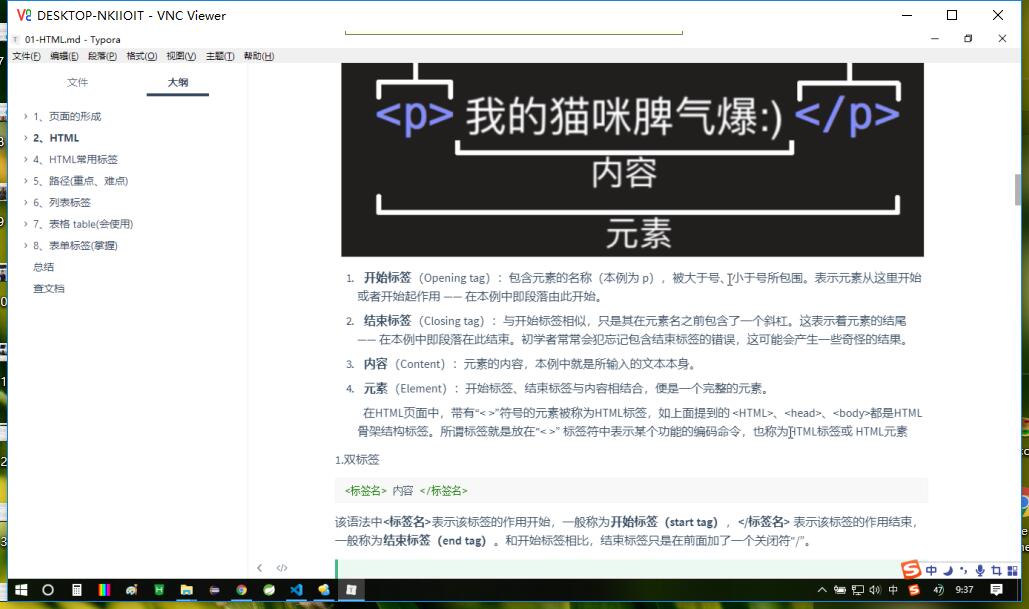 DESKTOP-NKIIOIT - VNC Viewer
01-HTML.md - Typora
文件(F) 编辑(E) 段落(P) 格式(O) 视图(V) 主题(T) 帮助(H)
文件 大纲
1、页面的形成
2、HTML
4、HTML常用标签
5、路径(重点、难点)
6、列表标签
7、表格 table(会使用)
8、表单标签(掌握)
总结
查文档
<p>我的猫咪脾气爆:)</p>
内容
元素
1. 开始标签（Opening tag）：包含元素的名称（本例为 p），被大于号、小于号所包围。表示元素从这里开始
或者开始起作用 —— 在本例中即段落由此开始。
2. 结束标签（Closing tag）：与开始标签相似，只是其在元素名之前包含了一个斜杠。这表示着元素的结尾
—— 在本例中即段落在此结束。初学者常常会犯忘记包含结束标签的错误，这可能会产生一些奇怪的结果。
3. 内容（Content）：元素的内容，本例中就是所输入的文本本身。
4. 元素（Element）：开始标签、结束标签与内容相结合，便是一个完整的元素。
在HTML页面中，带有“< >”符号的元素被称为HTML标签，如上面提到的 <HTML>、<head>、<body>都是HTML
骨架结构标签。所谓标签就是放在“< >” 标签符中表示某个功能的编码命令，也称为HTML标签或 HTML元素
1.双标签
<标签名> 内容 </标签名>
该语法中<标签名>表示该标签的作用开始，一般称为开始标签（start tag），</标签名> 表示该标签的作用结束，
一般称为结束标签（end tag）。和开始标签相比，结束标签只是在前面加了一个关闭符“/”。
中
中 47 9:37